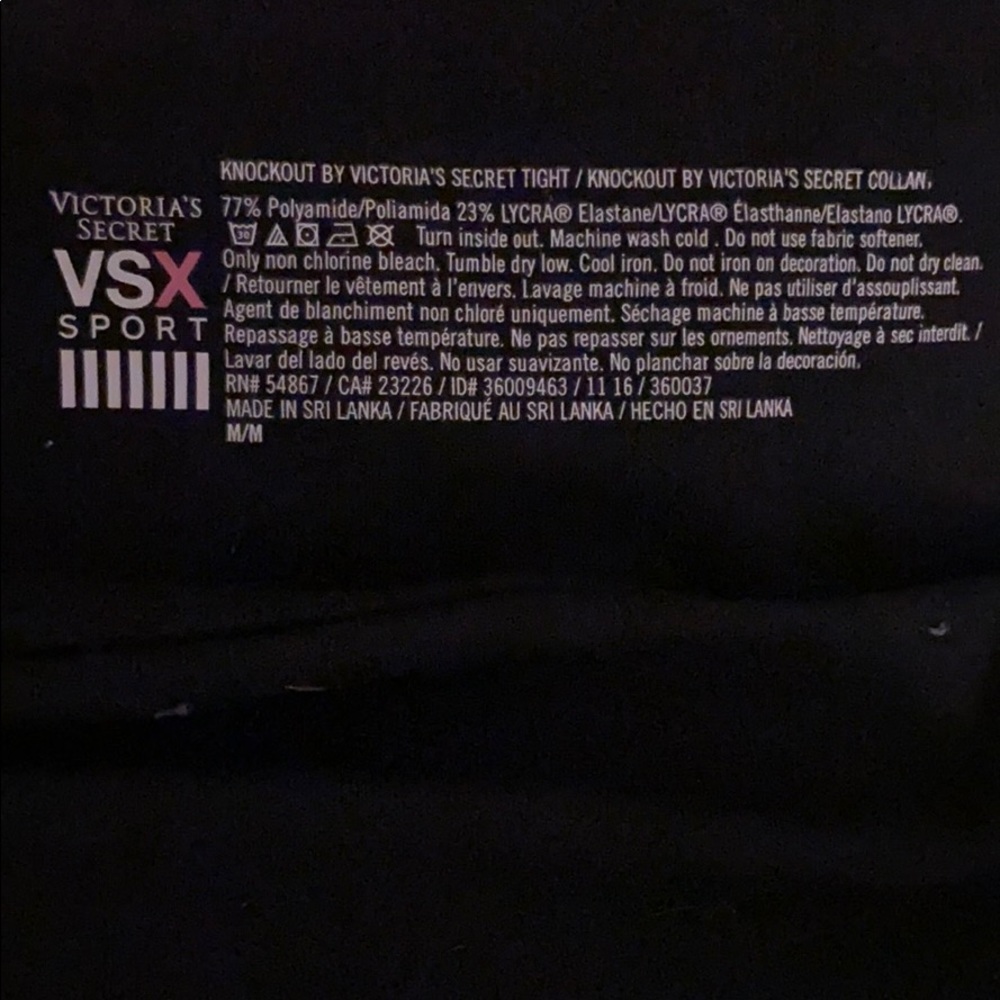 VICTORIA'S
SECRET
VSX
SPORT
KNOCKOUT BY VICTORIA'S SECRET TIGHT / KNOCKOUT BY VICTORIA'S SECRET COLLAN.
77% Polyamide/Poliamida 23% LYCRA® Elastane/LYCRA® Élasthanne/Elastano LYCRA®.
30 Turn inside out. Machine wash cold . Do not use fabric softener.
Only non chlorine bleach. Tumble dry low. Cool iron. Do not iron on decoration. Do not dry clean.
/ Retourner le vêtement à l'envers. Lavage machine à froid. Ne pas utiliser d'assouplissant.
Agent de blanchiment non chloré uniquement. Séchage machine à basse température.
Repassage à basse température. Ne pas repasser sur les ornements. Nettoyage à sec interdit. /
Lavar del lado del revés. No usar suavizante. No planchar sobre la decoración.
RN# 54867 / CA# 23226 / ID# 36009463 / 11 16 / 360037
MADE IN SRI LANKA / FABRIQUÉ AU SRI LANKA / HECHO EN SRI LANKA
M/M